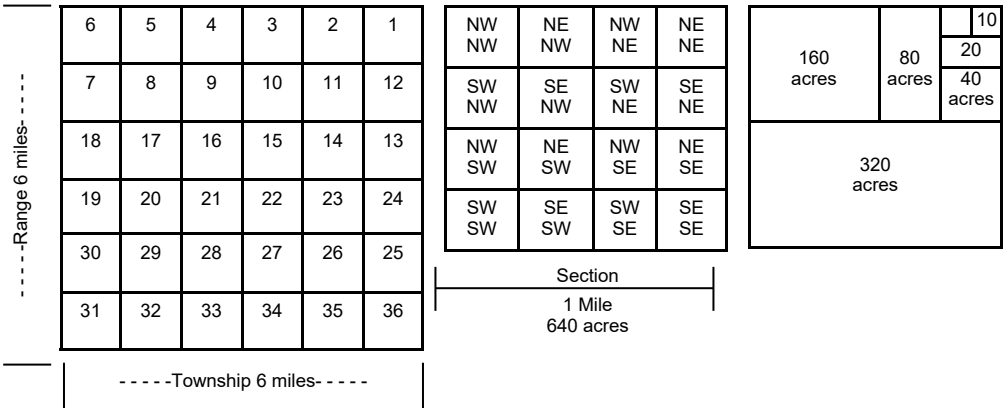 6 5 4 3 2 1
7 8 9 10 11 12
18 17 16 15 14 13
19 20 21 22 23 24
30 29 28 27 26 25
31 32 33 34 35 36
- - - - -Range 6 miles- - - - -
- - - - -Township 6 miles- - - - -
NW NE NW NE
NW NW NE NE
SW SE SW SE
NW NW NE NE
NW NE NW NE
SW SW SE SE
SW SE SW SE
SW SW SE SE
Section
1 Mile
640 acres
160
acres
80
acres
10
20
40
acres
320
acres